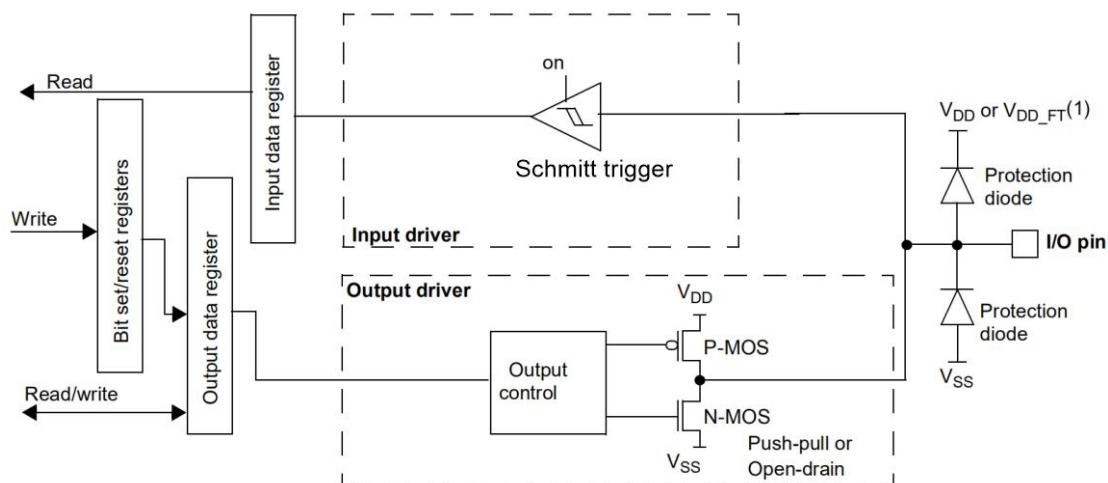 Read
Input data register
on
Schmitt trigger
Input driver
V_DD or V_DD_FT(1)
Protection
diode
I/O pin
Protection
diode
V_SS
Write
Bit set/reset registers
Output data register
Read/write
Output driver
V_DD
Output
control
P-MOS
N-MOS
V_SS
Push-pull or
Open-drain